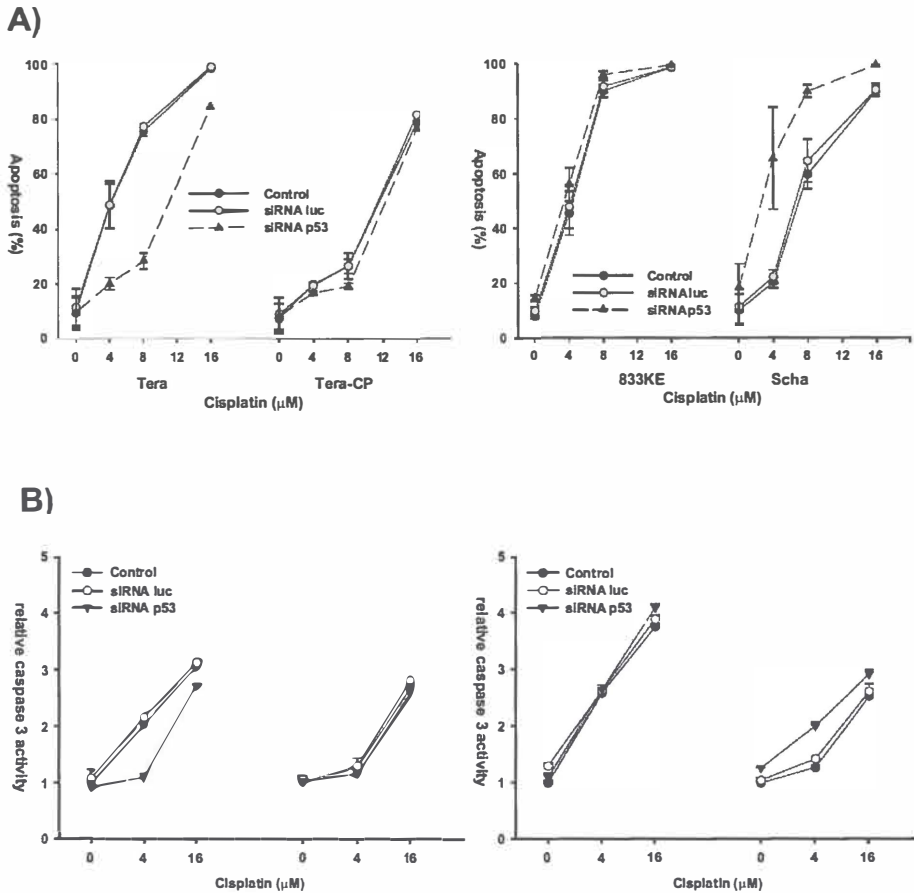 A)
Apoptosis (%)
100
80
60
40
20
0
Control
siRNA luc
siRNA p53
0 4 8 12 16 0 4 8 12 16
Tera Tera-CP
Cisplatin (μM)
Apoptosis (%)
100
80
60
40
20
0
Control
siRNAluc
siRNAp53
0 4 8 12 16 0 4 8 12 16
833KE Scha
Cisplatin (μM)
B)
relative caspase 3 activity
5
4
3
2
1
0
Control
siRNA luc
siRNA p53
0 4 16 0 4 16
Cisplatin (μM)
relative caspase 3 activity
5
4
3
2
1
0
Control
siRNA luc
siRNA p53
0 4 16 0 4 16
Cisplatin (μM)